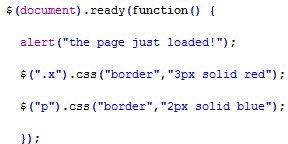 $(document).ready(function() {
alert("the page just loaded!");
$(".x").css("border","3px solid red");
$("p").css("border","2px solid blue");
});